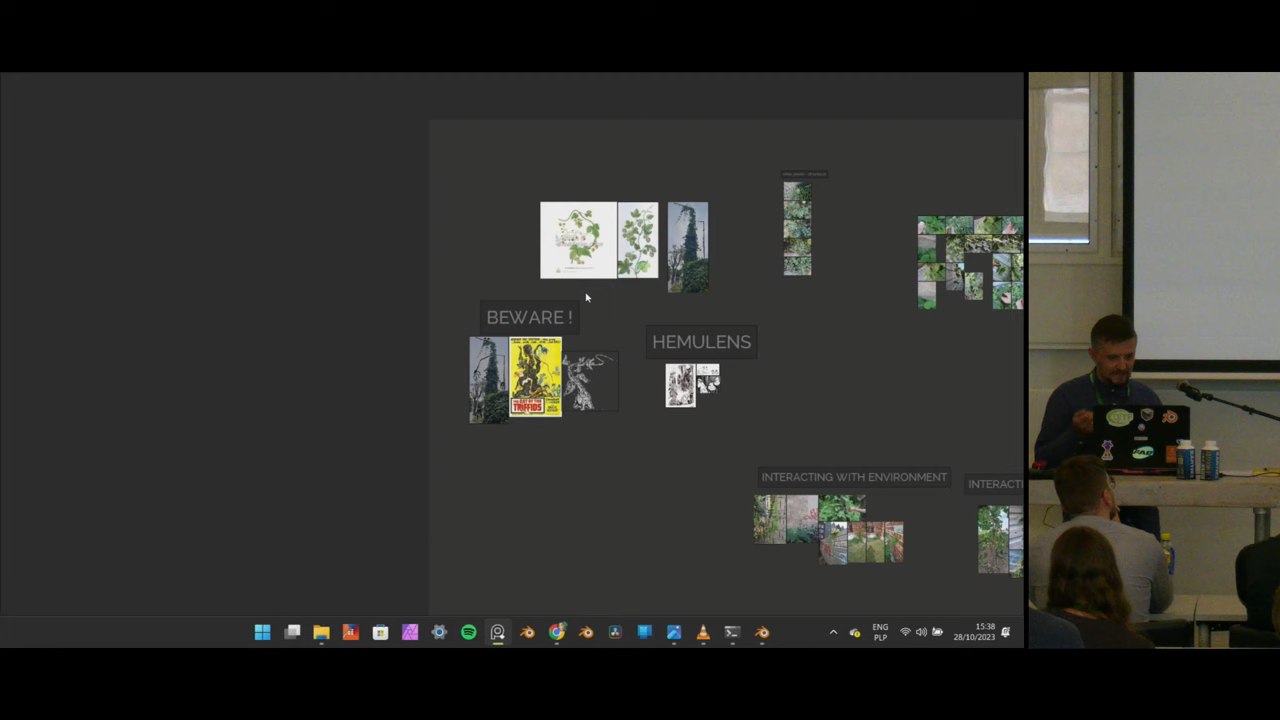 BEWARE !
HEMULENS
THE DAY OF THE
TRIFFIDS
INTERACTING WITH ENVIRONMENT
INTERACTI
ENG
PLP
15:38
28/10/2023